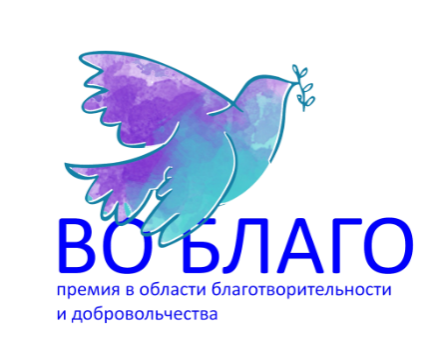 ВО БЛАГО
премия в области благотворительности
и добровольчества